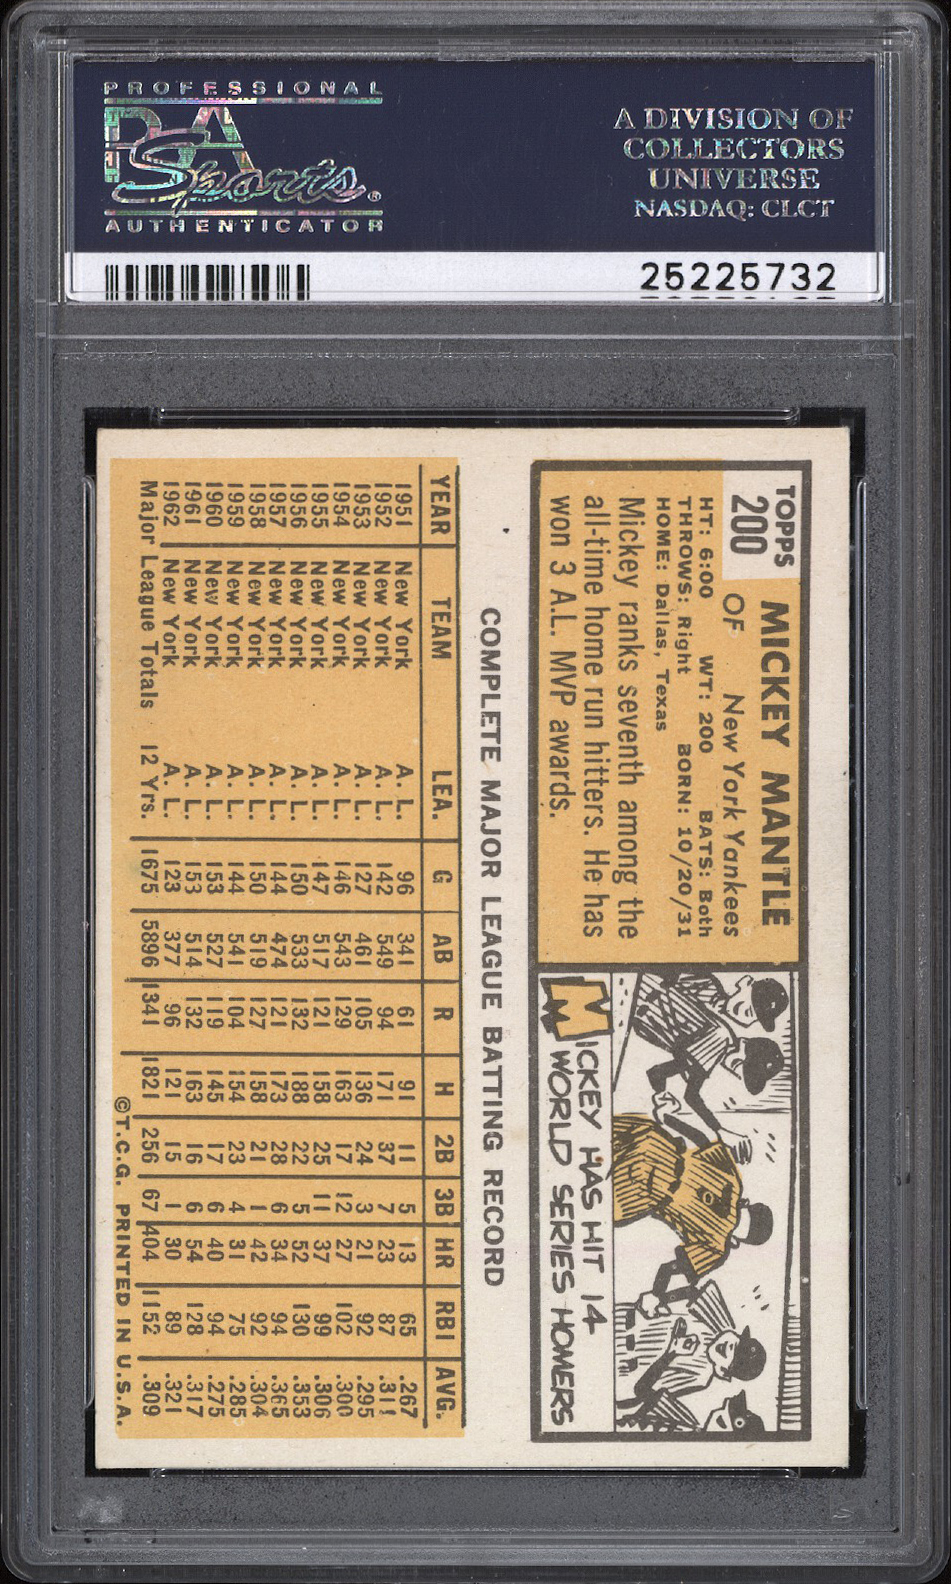 PROFESSIONAL
PSA
Sports®
AUTHENTICATOR
A DIVISION OF
COLLECTORS
UNIVERSE
NASDAQ: CLCT
25225732
TOPPS
200
MICKEY MANTLE
OF New York Yankees
HT: 6:00 WT: 200 BATS: Both
THROWS: Right BORN: 10/20/31
HOME: Dallas, Texas
Mickey ranks seventh among the
all-time home run hitters. He has
won 3 A.L. MVP awards.
MICKEY HAS HIT 14
WORLD SERIES HOMERS
COMPLETE MAJOR LEAGUE BATTING RECORD
YEAR TEAM LEA. G AB R H 2B 3B HR RBI AVG.
1951 New York A. L. 96 341 61 91 11 5 13 65 .267
1952 New York A. L. 142 549 94 171 37 7 23 87 .311
1953 New York A. L. 127 461 105 136 24 3 21 92 .295
1954 New York A. L. 146 543 129 163 17 12 27 102 .300
1955 New York A. L. 147 517 121 158 25 11 37 99 .306
1956 New York A. L. 150 533 132 188 22 5 52 130 .353
1957 New York A. L. 144 474 121 173 28 6 34 94 .365
1958 New York A. L. 150 519 127 158 21 1 42 92 .304
1959 New York A. L. 144 541 104 154 23 4 31 75 .285
1960 New York A. L. 153 527 119 145 17 6 40 94 .275
1961 New York A. L. 153 514 132 163 16 6 54 128 .317
1962 New York A. L. 123 377 96 121 15 1 30 89 .321
Major League Totals 12 Yrs. 1675 5896 1341 1821 256 67 404 1152 .309
©T.C.G. PRINTED IN U.S.A.